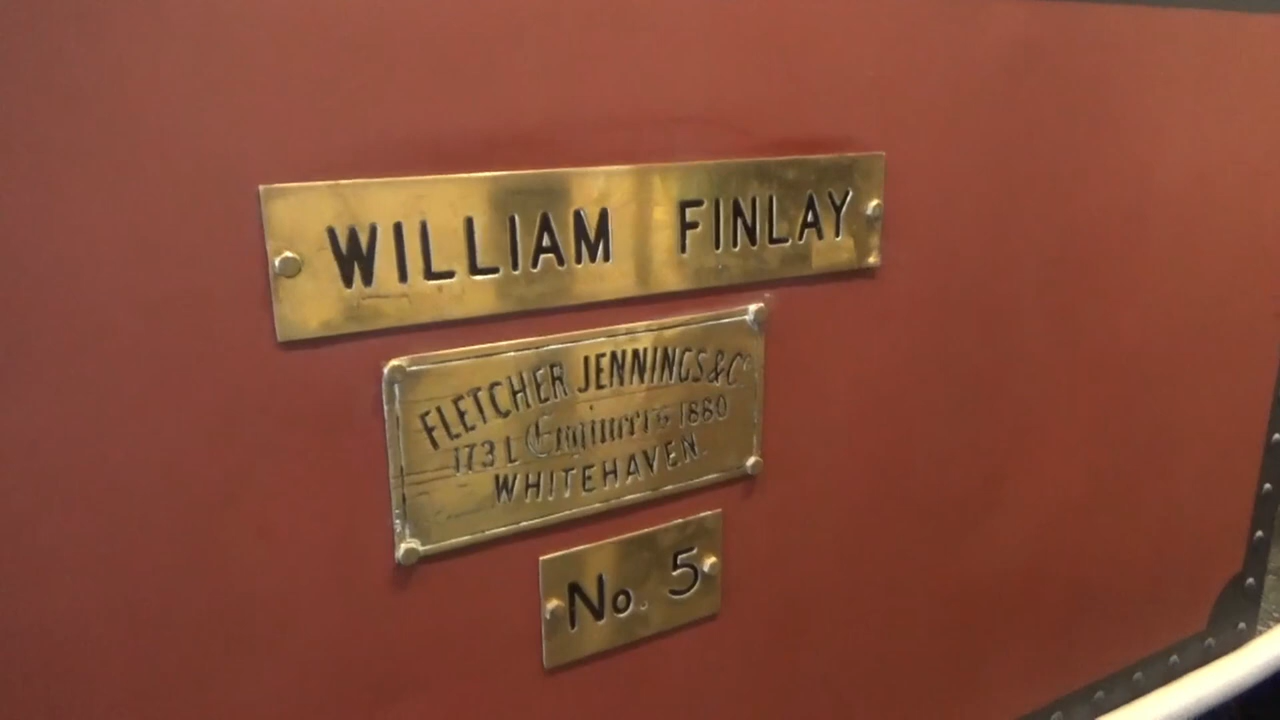 WILLIAM FINLAY
FLETCHER JENNINGS & Co
173 L Engineers 1880
WHITEHAVEN.
No. 5